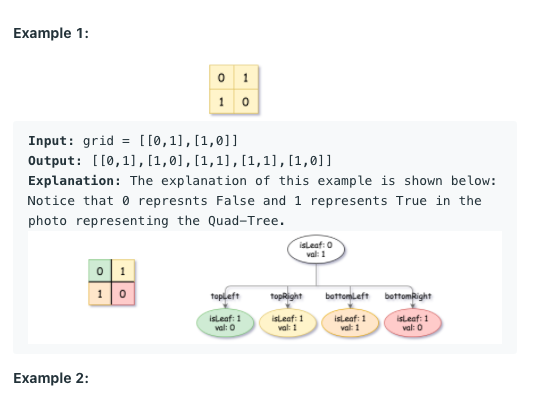 Example 1:
0 1
1 0
Input: grid = [[0,1],[1,0]]
Output: [[0,1],[1,0],[1,1],[1,1],[1,0]]
Explanation: The explanation of this example is shown below:
Notice that 0 represnts False and 1 represents True in the
photo representing the Quad-Tree.
isLeaf: 0
val: 1
0 1
1 0
topLeft topRight bottomLeft bottomRight
isLeaf: 1 isLeaf: 1 isLeaf: 1 isLeaf: 1
val: 0 val: 1 val: 1 val: 0
Example 2: